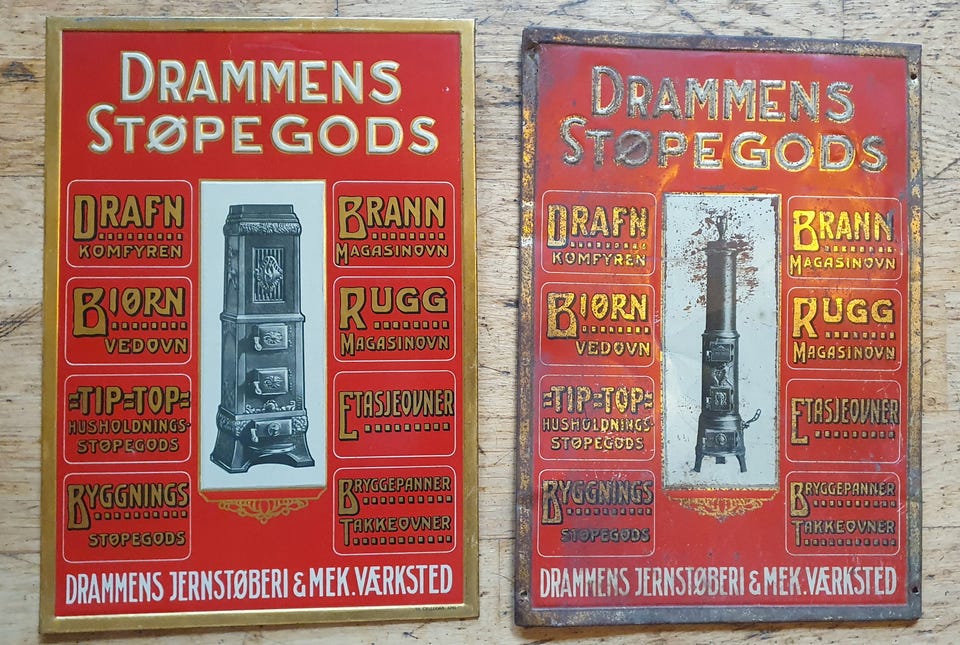 DRAMMENS
STØPEGODS
DRAFN
KOMFYREN
BIØRN
VEDOVN
=TIP=TOP=
HUSHOLDNINGS-
STØPEGODS
BYGGNINGS
STØPEGODS
BRANN
MAGASINOVN
RUGG
MAGASINOVN
ETASJEOVNER
BRYGGEPANNER
TAKKEOVNER
DRAMMENS JERNSTØBERI & MEK. VÆRKSTED
DRAMMENS
STØPEGODS
DRAFN
KOMFYREN
BIØRN
VEDOVN
=TIP=TOP=
HUSHOLDNINGS-
STØPEGODS
BYGGNINGS
STØPEGODS
BRANN
MAGASINOVN
RUGG
MAGASINOVN
ETASJEOVNER
BRYGGEPANNER
TAKKEOVNER
DRAMMENS JERNSTØBERI & MEK. VÆRKSTED